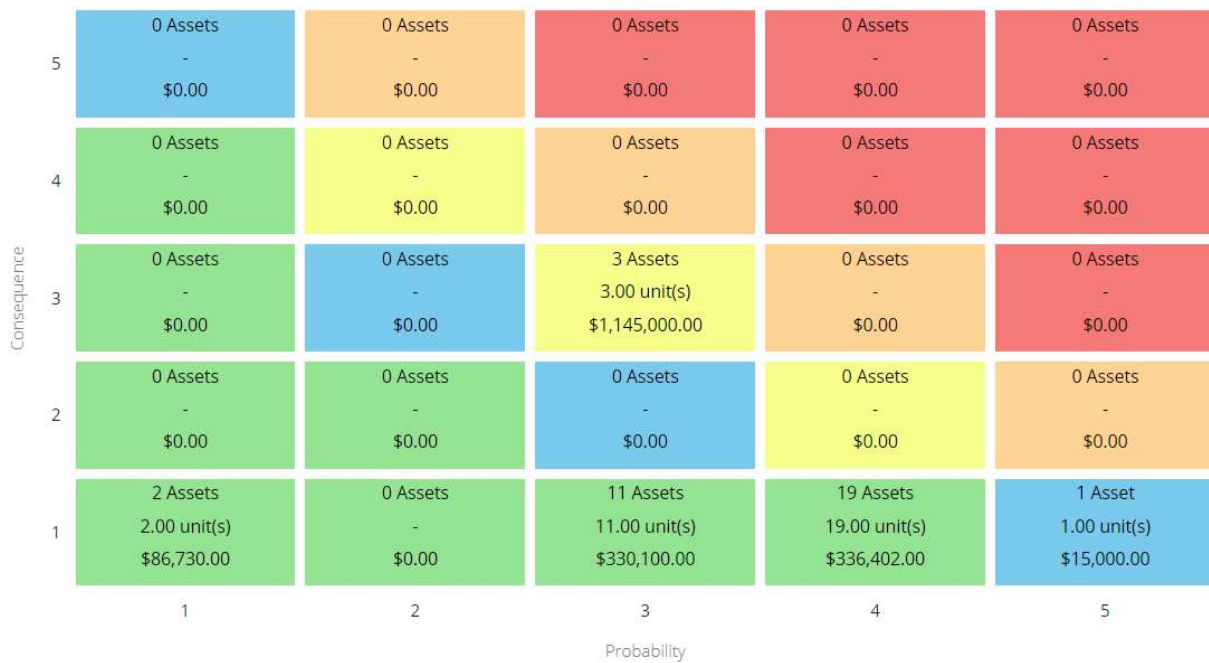 0 Assets 0 Assets 0 Assets 0 Assets 0 Assets
5 - - - - -
$0.00 $0.00 $0.00 $0.00 $0.00
0 Assets 0 Assets 0 Assets 0 Assets 0 Assets
4 - - - - -
$0.00 $0.00 $0.00 $0.00 $0.00
Consequence
0 Assets 0 Assets 3 Assets 0 Assets 0 Assets
3 - - 3.00 unit(s) - -
$0.00 $0.00 $1,145,000.00 $0.00 $0.00
0 Assets 0 Assets 0 Assets 0 Assets 0 Assets
2 - - - - -
$0.00 $0.00 $0.00 $0.00 $0.00
2 Assets 0 Assets 11 Assets 19 Assets 1 Asset
1 2.00 unit(s) - 11.00 unit(s) 19.00 unit(s) 1.00 unit(s)
$86,730.00 $0.00 $330,100.00 $336,402.00 $15,000.00
1 2 3 4 5
Probability